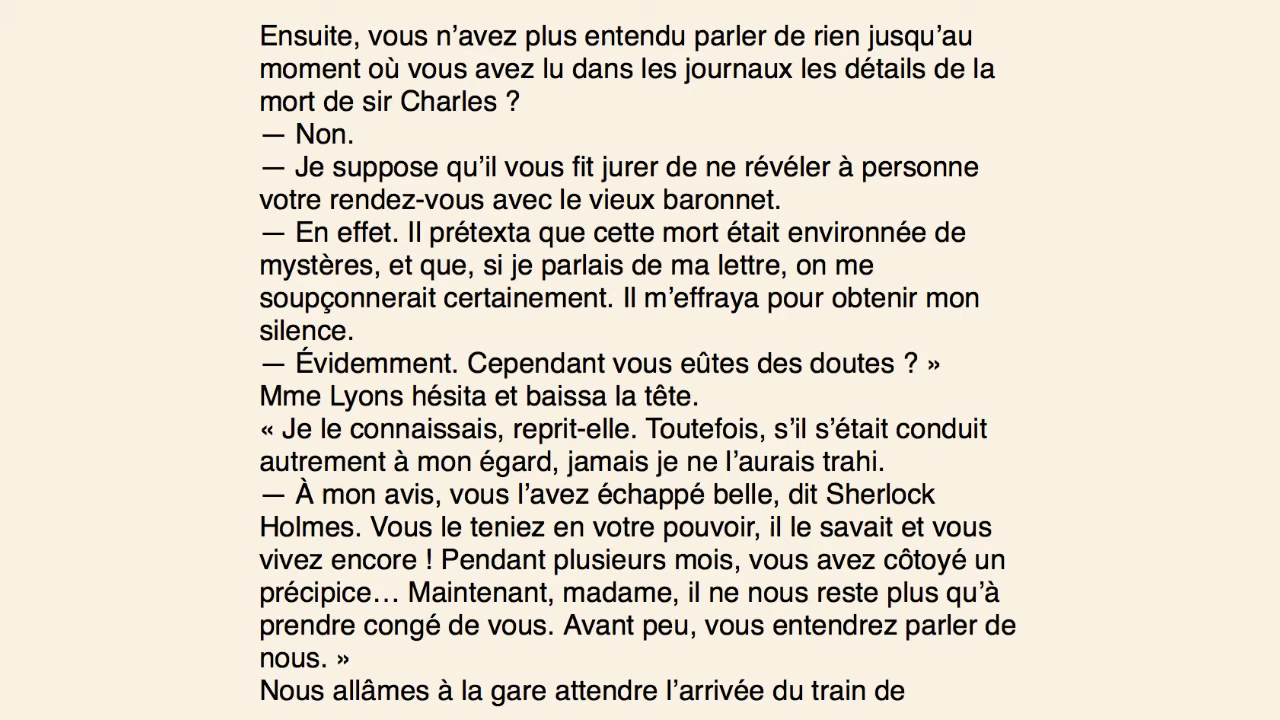 Ensuite, vous n’avez plus entendu parler de rien jusqu’au
moment où vous avez lu dans les journaux les détails de la
mort de sir Charles ?
— Non.
— Je suppose qu’il vous fit jurer de ne révéler à personne
votre rendez-vous avec le vieux baronnet.
— En effet. Il prétexta que cette mort était environnée de
mystères, et que, si je parlais de ma lettre, on me
soupçonnerait certainement. Il m’effraya pour obtenir mon
silence.
— Évidemment. Cependant vous eûtes des doutes ? »
Mme Lyons hésita et baissa la tête.
« Je le connaissais, reprit-elle. Toutefois, s’il s’était conduit
autrement à mon égard, jamais je ne l’aurais trahi.
— À mon avis, vous l’avez échappé belle, dit Sherlock
Holmes. Vous le teniez en votre pouvoir, il le savait et vous
vivez encore ! Pendant plusieurs mois, vous avez côtoyé un
précipice… Maintenant, madame, il ne nous reste plus qu’à
prendre congé de vous. Avant peu, vous entendrez parler de
nous. »
Nous allâmes à la gare attendre l’arrivée du train de